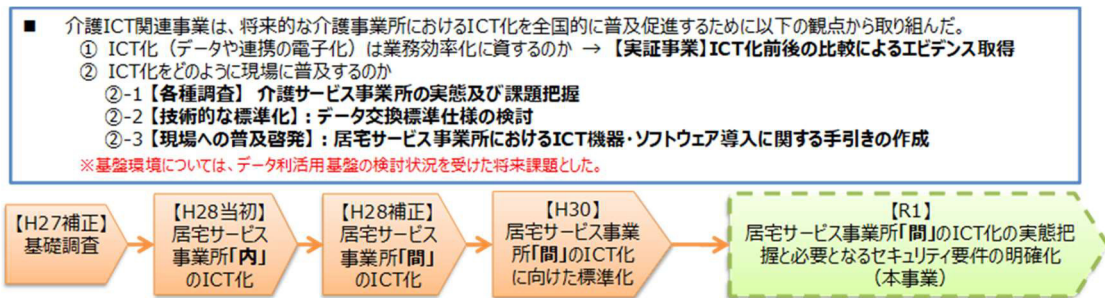 ■ 介護ICT関連事業は、将来的な介護事業所におけるICT化を全国的に普及促進するために以下の観点から取り組んだ。
① ICT化（データや連携の電子化）は業務効率化に資するのか → 【実証事業】ICT化前後の比較によるエビデンス取得
② ICT化をどのように現場に普及するのか
②-1【各種調査】 介護サービス事業所の実態及び課題把握
②-2【技術的な標準化】：データ交換標準仕様の検討
②-3【現場への普及啓発】：居宅サービス事業所におけるICT機器・ソフトウェア導入に関する手引きの作成
※基盤環境については、データ利活用基盤の検討状況を受けた将来課題とした。
【H27補正】
基礎調査
【H28当初】
居宅サービス
事業所「内」
のICT化
【H28補正】
居宅サービス
事業所「間」
のICT化
【H30】
居宅サービス事業
所「間」のICT化
に向けた標準化
【R1】
居宅サービス事業所「間」のICT化の実態把
握と必要となるセキュリティ要件の明確化
（本事業）